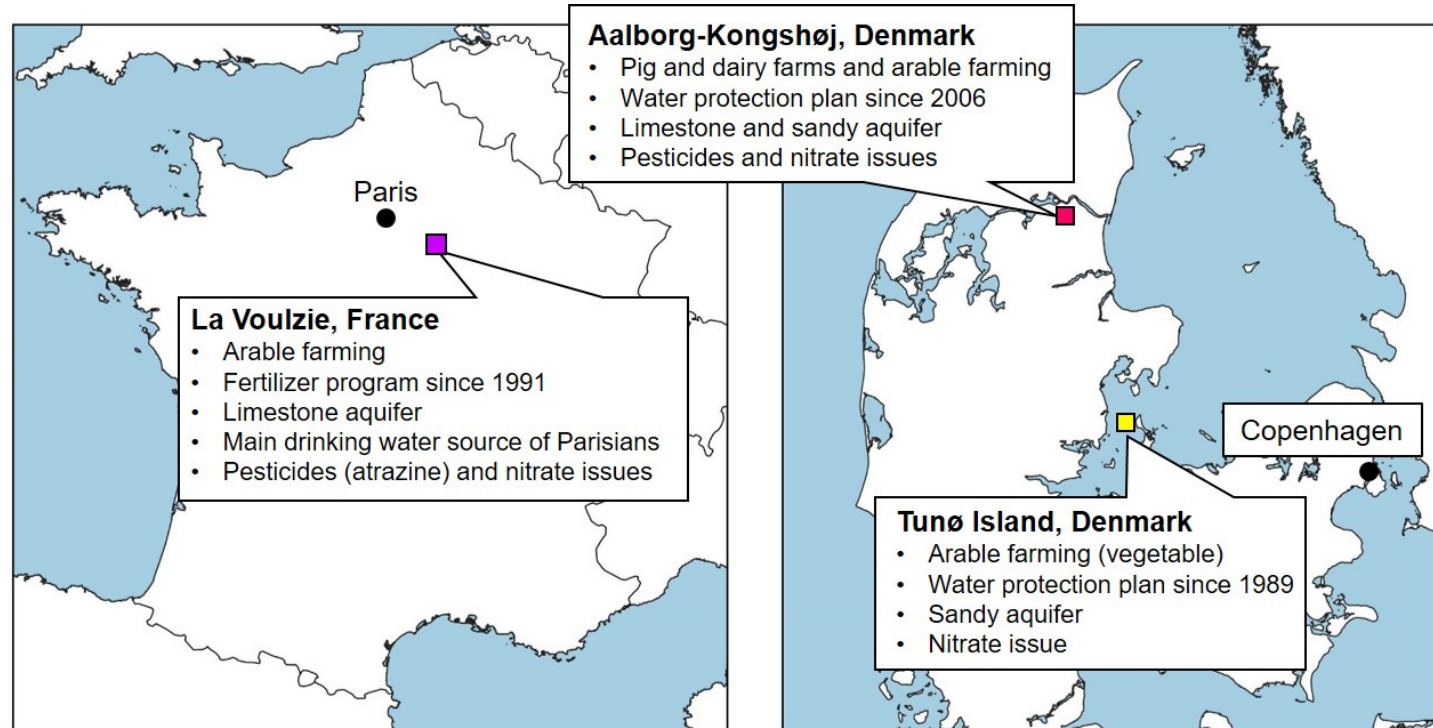 Aalborg-Kongshøj, Denmark
• Pig and dairy farms and arable farming
• Water protection plan since 2006
• Limestone and sandy aquifer
• Pesticides and nitrate issues
Paris
La Voulzie, France
• Arable farming
• Fertilizer program since 1991
• Limestone aquifer
• Main drinking water source of Parisians
• Pesticides (atrazine) and nitrate issues
Copenhagen
Tunø Island, Denmark
• Arable farming (vegetable)
• Water protection plan since 1989
• Sandy aquifer
• Nitrate issue